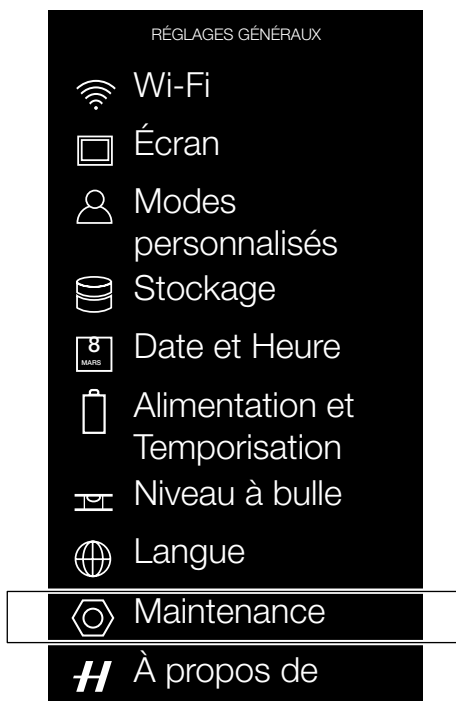 RÉGLAGES GÉNÉRAUX
Wi-Fi
Écran
Modes
personnalisés
Stockage
8
MARS
Date et Heure
Alimentation et
Temporisation
Niveau à bulle
Langue
Maintenance
H
À propos de